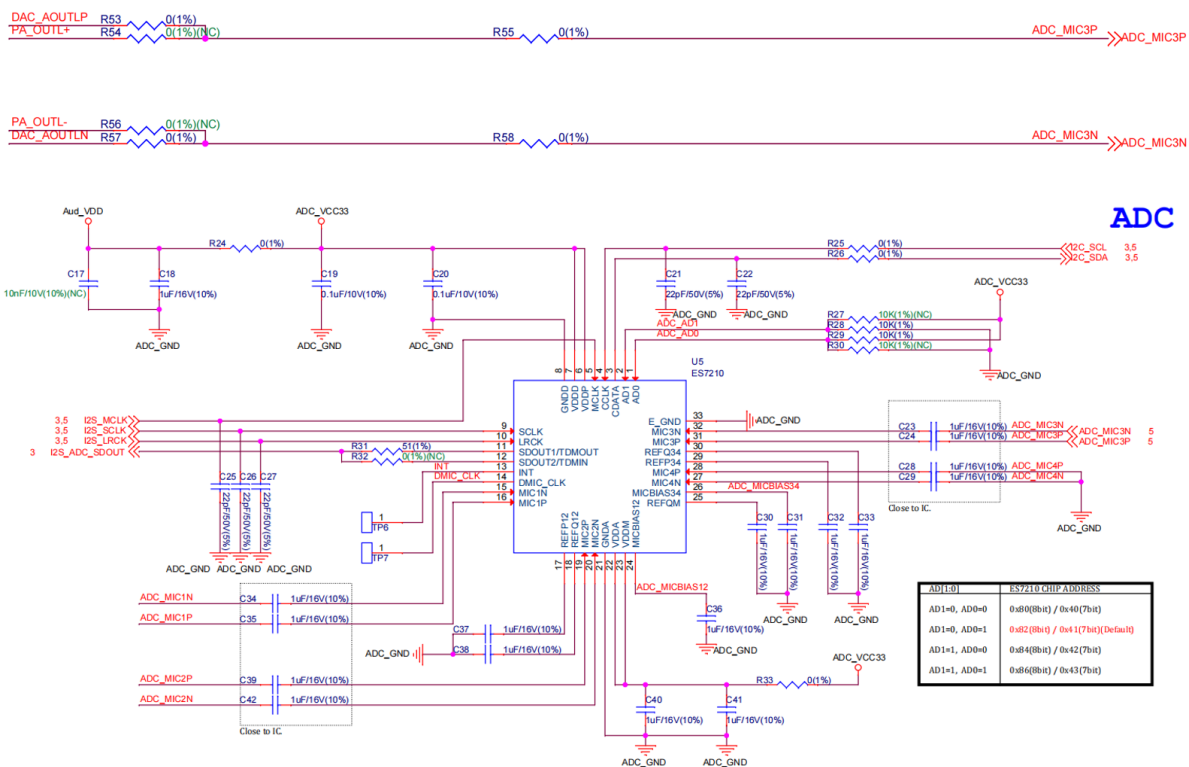 DAC_AOUTLP R53 0(1%)
PA_OUTL+ R54 0(1%)(NC) R55 0(1%) ADC_MIC3P ADC_MIC3P
PA_OUTL- R56 0(1%)(NC)
DAC_AOUTLN R57 0(1%) R58 0(1%) ADC_MIC3N ADC_MIC3N
ADC
Aud_VDD ADC_VCC33
R24 0(1%) R25 0(1%) I2C_SCL 3,5
R26 0(1%) I2C_SDA 3,5
C17 C18 C19 C20 C21 C22
10nF/10V(10%)(NC) 1uF/16V(10%) 0.1uF/10V(10%) 0.1uF/10V(10%) 22pF/50V(5%) 22pF/50V(5%)
ADC_VCC33
ADC_GND ADC_GND
ADC_AD1
ADC_AD0
R27 10K(1%)(NC)
R28 10K(1%)
R29 10K(1%)
R30 10K(1%)(NC)
ADC_GND ADC_GND ADC_GND
ADC_GND
U5
ES7210
8 7 6 5 4 3 2 1
GNDD VDDD VDDP MCLK CCLK CDATA AD1 AD0
3,5 I2S_MCLK
3,5 I2S_SCLK
3,5 I2S_LRCK
3 I2S_ADC_SDOUT
R31 51(1%)
R32 0(1%)(NC)
INT
DMIC_CLK
9 SCLK
10 LRCK
11 SDOUT1/TDMOUT
12 SDOUT2/TDMIN
13 INT
14 DMIC_CLK
15 MIC1N
16 MIC1P
E_GND 33 ADC_GND
MIC3N 32
MIC3P 31
REFQ34 30
REFP34 29
MIC4P 28
MIC4N 27
MICBIAS34 26 ADC_MICBIAS34
REFQM 25
C23 1uF/16V(10%) ADC_MIC3N ADC_MIC3N 5
C24 1uF/16V(10%) ADC_MIC3P ADC_MIC3P 5
C28 1uF/16V(10%) ADC_MIC4P
C29 1uF/16V(10%) ADC_MIC4N
Close to IC.
ADC_GND
C25 C26 C27
22pF/50V(5%) 22pF/50V(5%) 22pF/50V(5%)
ADC_GND ADC_GND ADC_GND
1
TP6
1
TP7
REFP12 REFQ12 MIC2P MIC2N GNDA VDDA VDDM MICBIAS12
17 18 19 20 21 22 23 24
C30 C31 C32 C33
1uF/16V(10%) 1uF/16V(10%) 1uF/16V(10%) 1uF/16V(10%)
ADC_GND ADC_GND
ADC_MICBIAS12
C36
1uF/16V(10%)
ADC_GND
ADC_MIC1N C34 1uF/16V(10%)
ADC_MIC1P C35 1uF/16V(10%)
C37 1uF/16V(10%)
ADC_GND C38 1uF/16V(10%)
ADC_MIC2P C39 1uF/16V(10%)
ADC_MIC2N C42 1uF/16V(10%)
Close to IC.
ADC_VCC33
R33 0(1%)
C40 C41
1uF/16V(10%) 1uF/16V(10%)
ADC_GND ADC_GND
AD[1:0] ES7210 CHIP ADDRESS
AD1=0, AD0=0 0x80(8bit) / 0x40(7bit)
AD1=0, AD0=1 0x82(8bit) / 0x41(7bit)(Default)
AD1=1, AD0=0 0x84(8bit) / 0x42(7bit)
AD1=1, AD0=1 0x86(8bit) / 0x43(7bit)